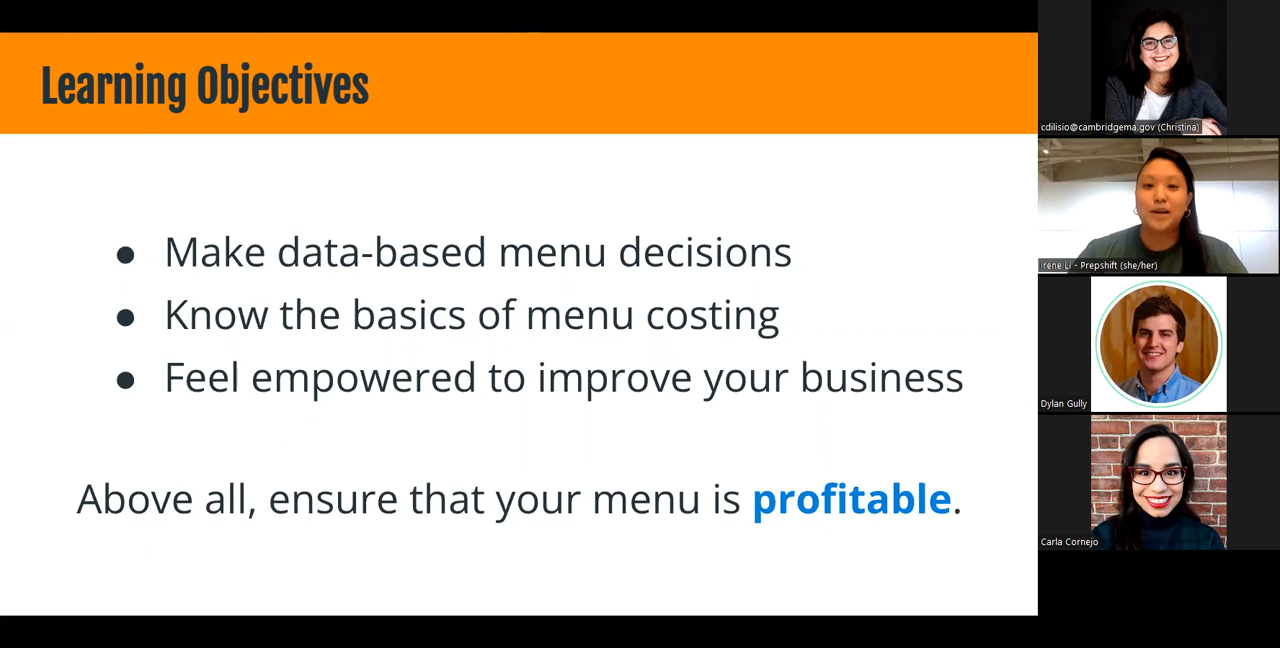 Learning Objectives
● Make data-based menu decisions
● Know the basics of menu costing
● Feel empowered to improve your business
Above all, ensure that your menu is profitable.
cdilisio@cambridgema.gov (Christina)
Irene Li - Prepshift (she/her)
Dylan Gully
Carla Cornejo